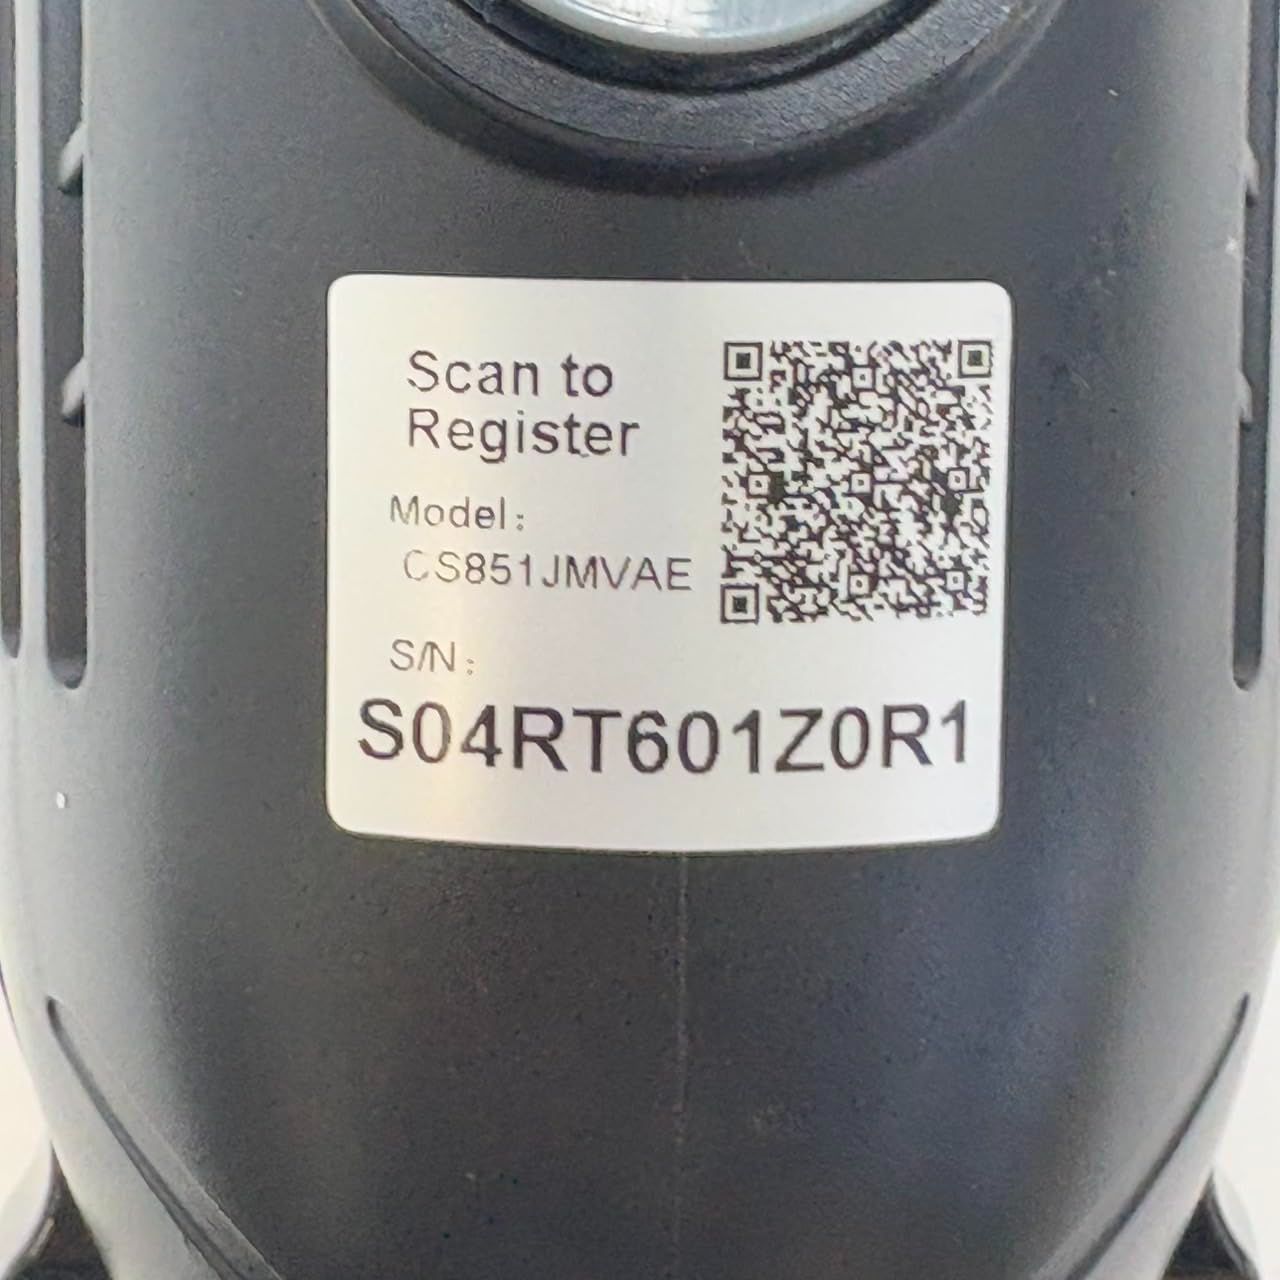 Scan to
Register
Model:
CS851JMVAE
S/N:
S04RT601Z0R1